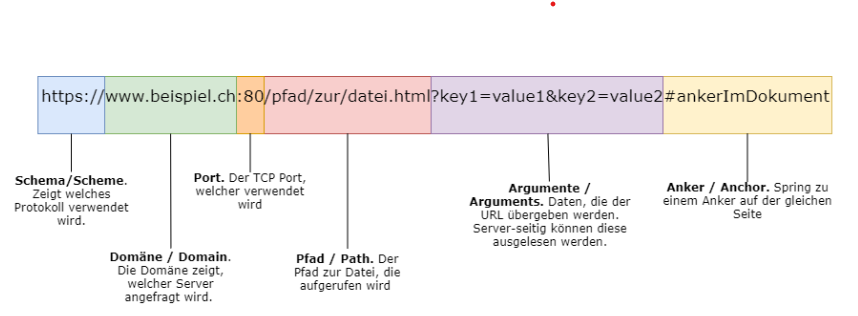 https://www.beispiel.ch:80/pfad/zur/datei.html?key1=value1&key2=value2#ankerImDokument
Schema/Scheme.
Zeigt welches
Protokoll verwendet
wird.
Domäne / Domain.
Die Domäne zeigt,
welcher Server
angefragt wird.
Port. Der TCP Port,
welcher verwendet
wird
Pfad / Path. Der
Pfad zur Datei, die
aufgerufen wird
Argumente /
Arguments. Daten, die der
URL übergeben werden.
Server-seitig können diese
ausgelesen werden.
Anker / Anchor. Spring zu
einem Anker auf der gleichen
Seite